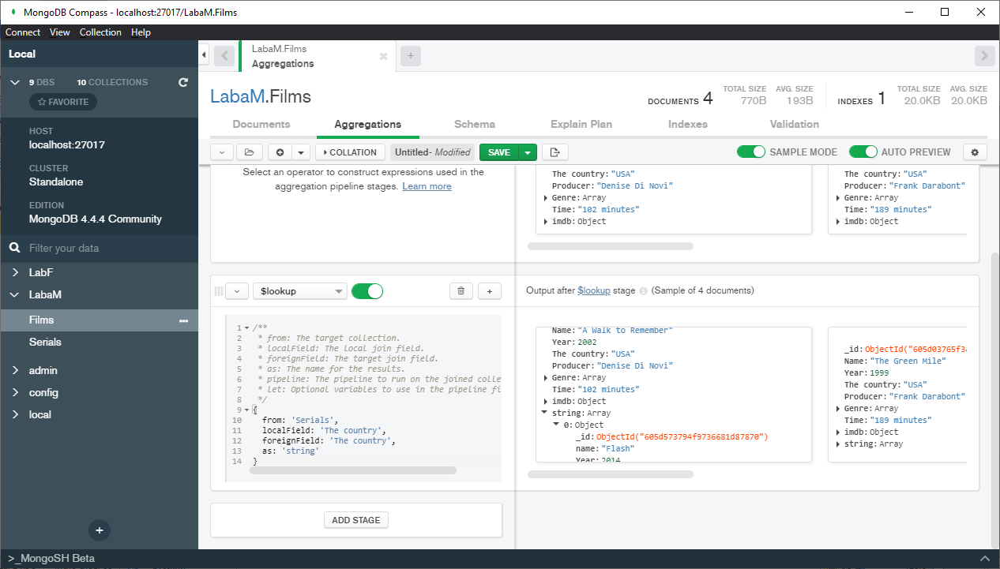 MongoDB Compass - localhost:27017/LabaM.Films
Connect View Collection Help
Local
9 DBS 10 COLLECTIONS
FAVORITE
HOST
localhost:27017
CLUSTER
Standalone
EDITION
MongoDB 4.4.4 Community
Filter your data
LabF
LabaM
Films
Serials
admin
config
local
>_MongoSH Beta
LabaM.Films
Aggregations
LabaM.Films
DOCUMENTS 4 TOTAL SIZE 770B AVG. SIZE 193B INDEXES 1 TOTAL SIZE 20.0KB AVG. SIZE 20.0KB
Documents Aggregations Schema Explain Plan Indexes Validation
COLLATION Untitled- Modified SAVE SAMPLE MODE AUTO PREVIEW
Select an operator to construct expressions used in the
aggregation pipeline stages. Learn more
The country: "USA"
Producer: "Denise Di Novi"
Genre: Array
Time: "102 minutes"
imdb: Object
The country: "USA"
Producer: "Frank Darabont"
Genre: Array
Time: "189 minutes"
imdb: Object
$lookup
Output after $lookup stage (Sample of 4 documents)
1 /**
2 * from: The target collection.
3 * localField: The local join field.
4 * foreignField: The target join field.
5 * as: The name for the results.
6 * pipeline: The pipeline to run on the joined colle
7 * let: Optional variables to use in the pipeline fi
8 */
9 {
10 from: 'Serials',
11 localField: 'The country',
12 foreignField: 'The country',
13 as: 'string'
14 }
Name: "A Walk to Remember"
Year: 2002
The country: "USA"
Producer: "Denise Di Novi"
Genre: Array
Time: "102 minutes"
imdb: Object
string: Array
0: Object
_id: ObjectId("605d573794f9736681d87870")
name: "Flash"
Year: 2014
_id: ObjectId("605d03765f3
Name: "The Green Mile"
Year: 1999
The country: "USA"
Producer: "Frank Darabont"
Genre: Array
Time: "189 minutes"
imdb: Object
string: Array
ADD STAGE